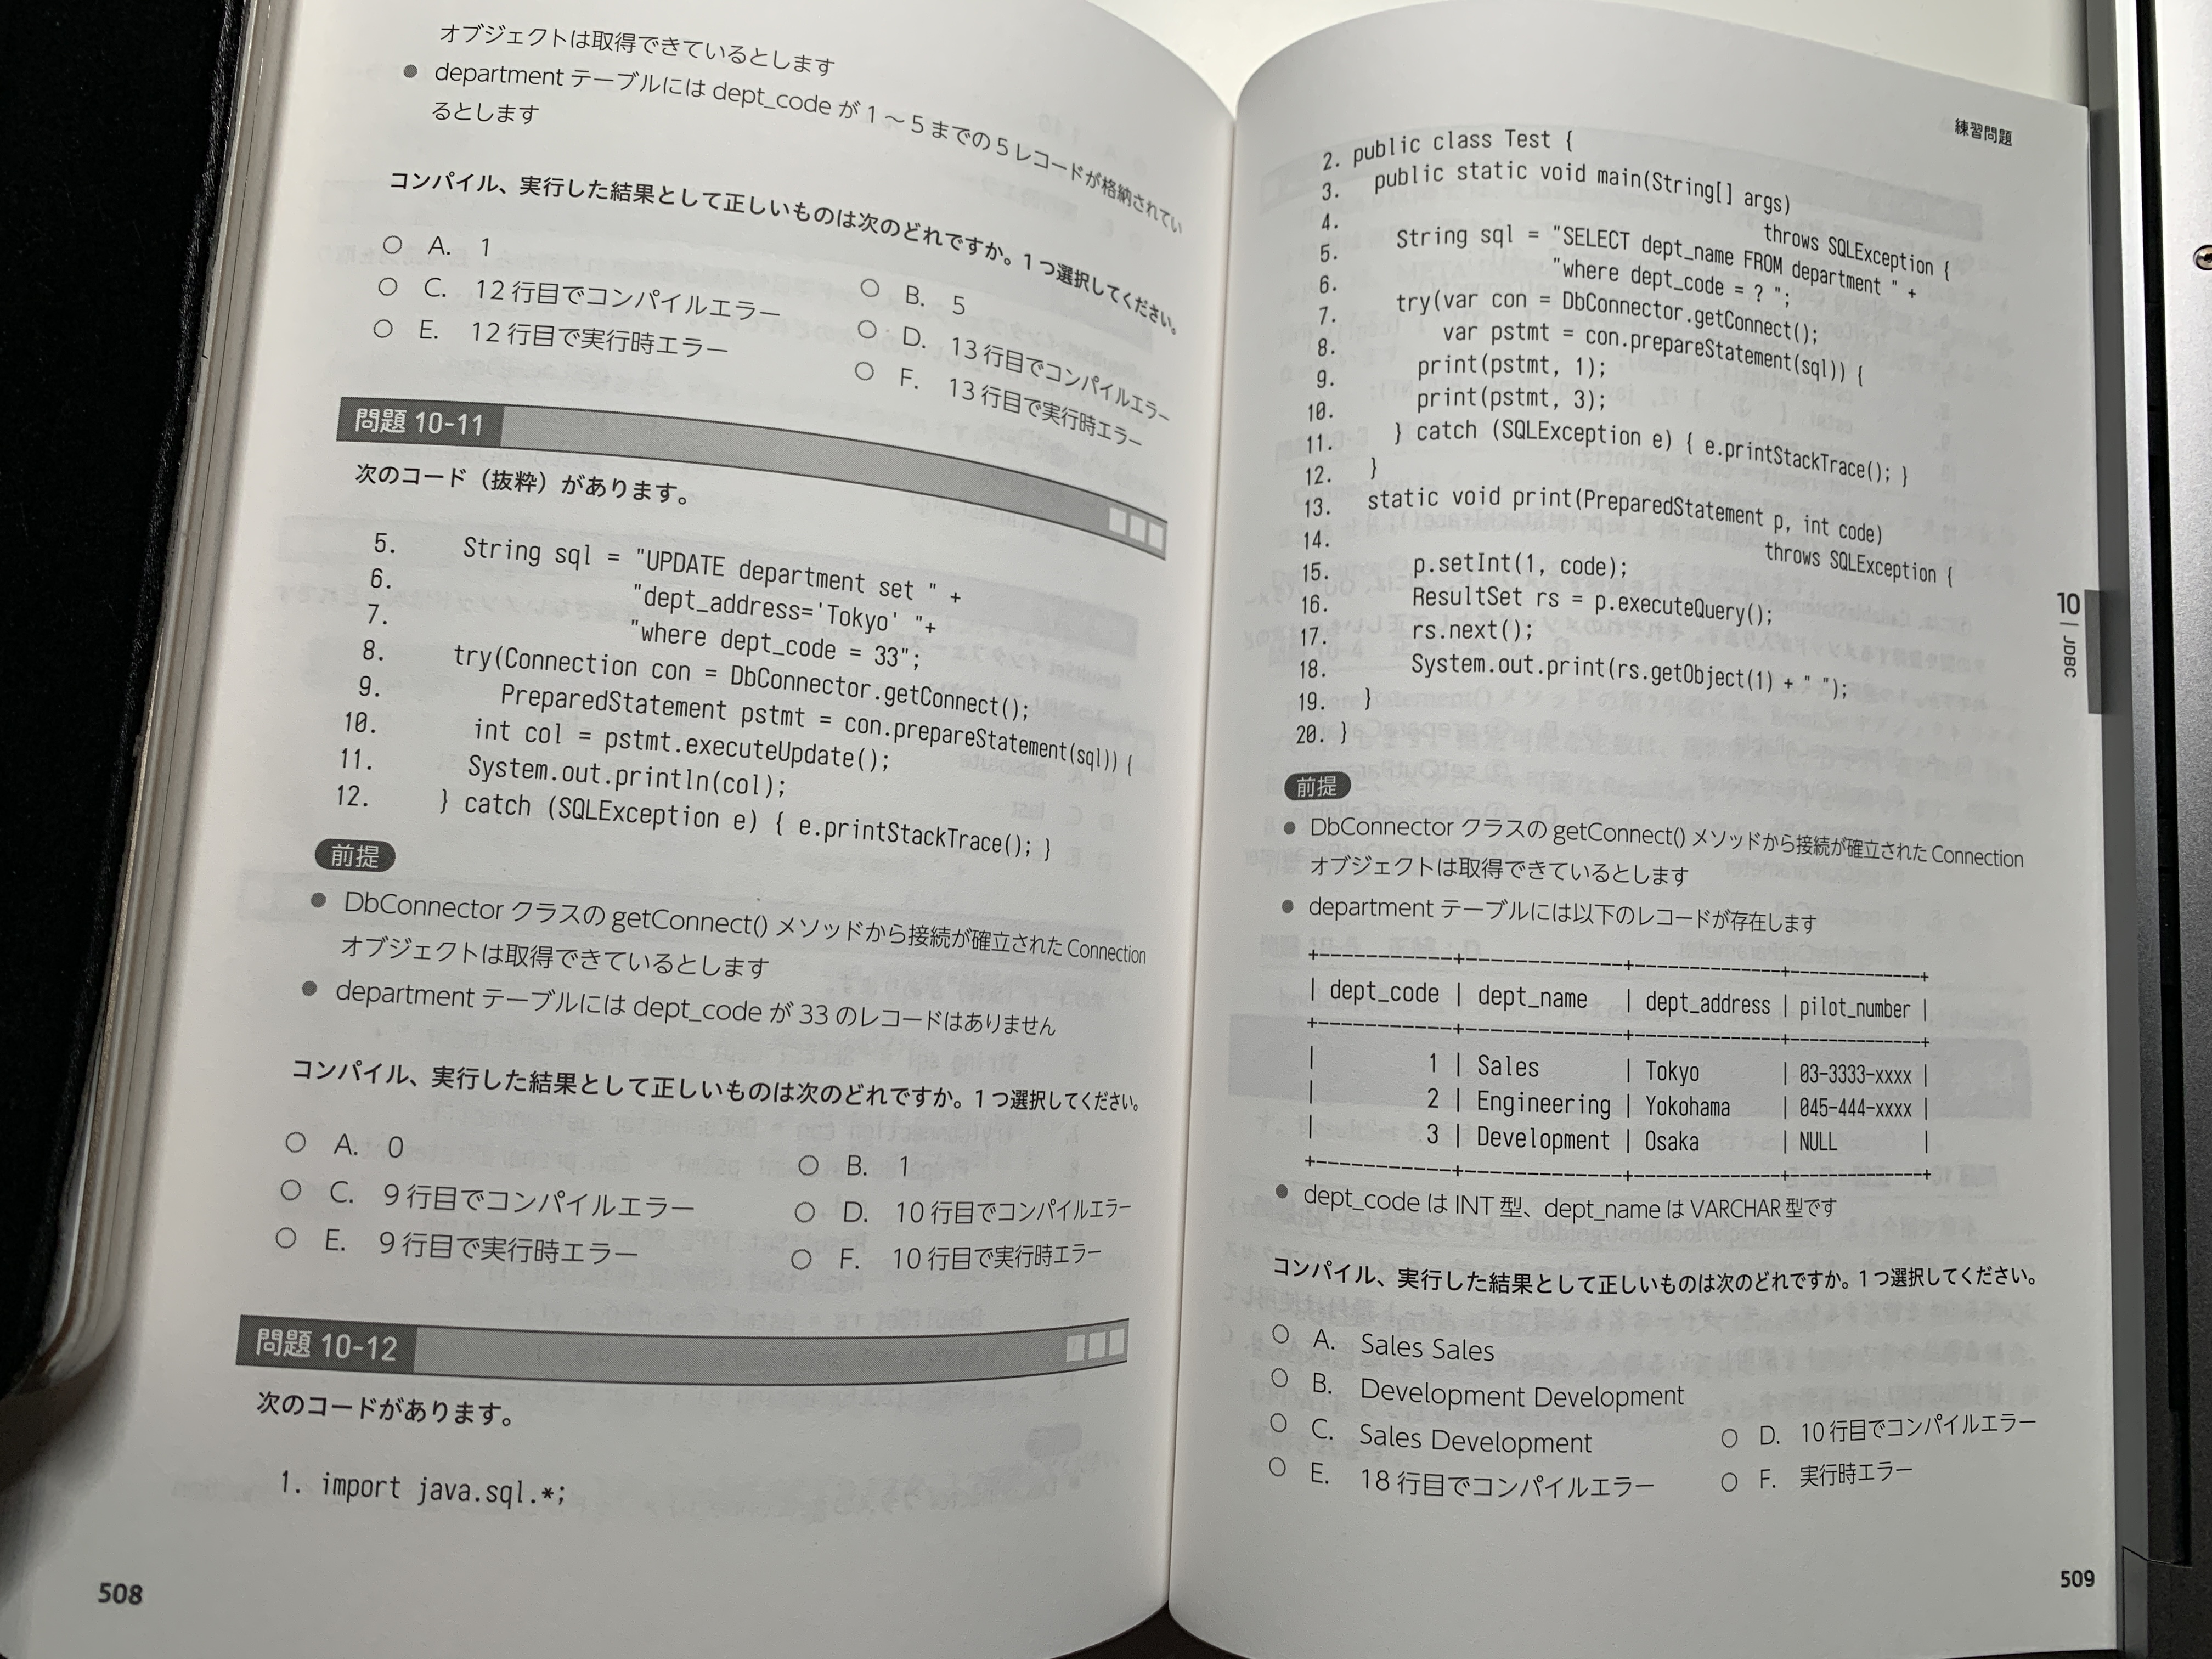 オブジェクトは取得できているとします
● department テーブルには dept_code が 1 ～ 5 までの 5 レコードが格納されてい
るとします
コンパイル、実行した結果として正しいものは次のどれですか。1 つ選択してください。
○ A. 1
○ B. 5
○ C. 12 行目でコンパイルエラー
○ D. 13 行目でコンパイルエラー
○ E. 12 行目で実行時エラー
○ F. 13 行目で実行時エラー
問題 10-11
次のコード（抜粋）があります。
5. String sql = "UPDATE department set " +
6. "dept_address='Tokyo' "+
7. "where dept_code = 33";
8. try(Connection con = DbConnector.getConnect();
9. PreparedStatement pstmt = con.prepareStatement(sql)) {
10. int col = pstmt.executeUpdate();
11. System.out.println(col);
12. } catch (SQLException e) { e.printStackTrace(); }
前提
● DbConnector クラスの getConnect() メソッドから接続が確立された Connection
オブジェクトは取得できているとします
● department テーブルには dept_code が 33 のレコードはありません
コンパイル、実行した結果として正しいものは次のどれですか。1 つ選択してください。
○ A. 0
○ B. 1
○ C. 9 行目でコンパイルエラー
○ D. 10 行目でコンパイルエラー
○ E. 9 行目で実行時エラー
○ F. 10 行目で実行時エラー
問題 10-12
次のコードがあります。
1. import java.sql.*;
508
練習問題
2. public class Test {
3. public static void main(String[] args)
4. throws SQLException {
5. String sql = "SELECT dept_name FROM department " +
6. "where dept_code = ? ";
7. try(var con = DbConnector.getConnect();
8. var pstmt = con.prepareStatement(sql)) {
9. print(pstmt, 1);
10. print(pstmt, 3);
11. } catch (SQLException e) { e.printStackTrace(); }
12. }
13. static void print(PreparedStatement p, int code)
14. throws SQLException {
15. p.setInt(1, code);
16. ResultSet rs = p.executeQuery();
17. rs.next();
18. System.out.print(rs.getObject(1) + " ");
19. }
20. }
10 | JDBC
前提
● DbConnector クラスの getConnect() メソッドから接続が確立された Connection
オブジェクトは取得できているとします
● department テーブルには以下のレコードが存在します
+-----------+-------------+--------------+--------------+
| dept_code | dept_name | dept_address | pilot_number |
+-----------+-------------+--------------+--------------+
| 1 | Sales | Tokyo | 03-3333-xxxx |
| 2 | Engineering | Yokohama | 045-444-xxxx |
| 3 | Development | Osaka | NULL |
+-----------+-------------+--------------+--------------+
● dept_code は INT 型、dept_name は VARCHAR 型です
コンパイル、実行した結果として正しいものは次のどれですか。1 つ選択してください。
○ A. Sales Sales
○ B. Development Development
○ C. Sales Development
○ D. 10 行目でコンパイルエラー
○ E. 18 行目でコンパイルエラー
○ F. 実行時エラー
509